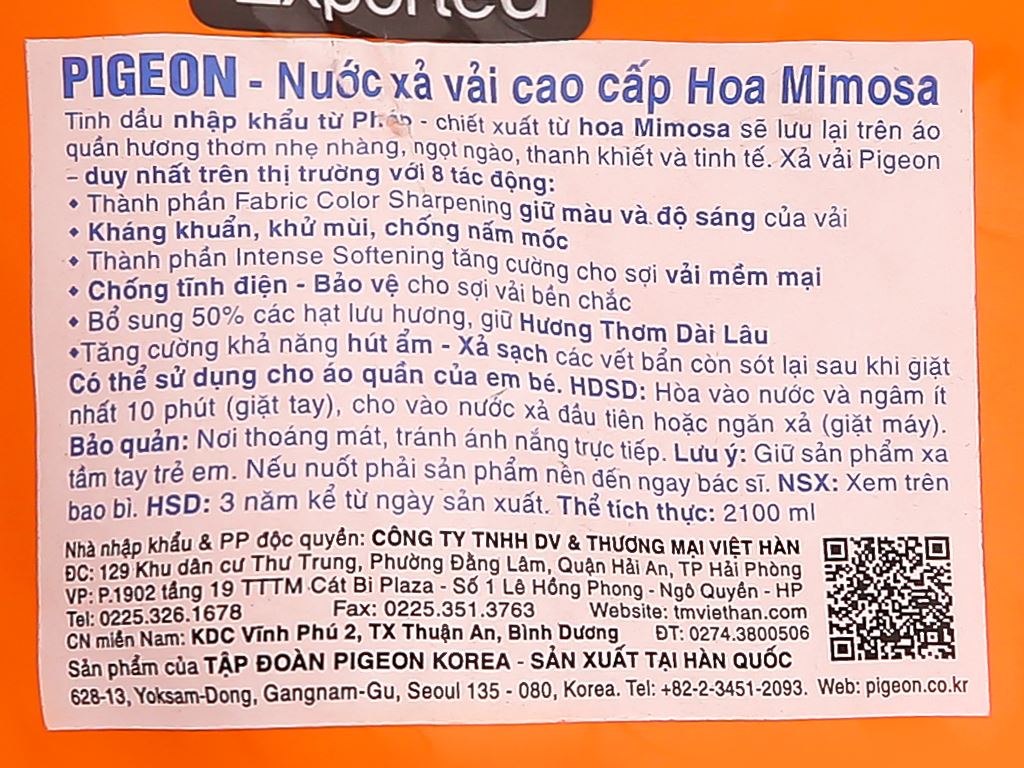 Exported
PIGEON - Nước xả vải cao cấp Hoa Mimosa
Tinh dầu nhập khẩu từ Pháp - chiết xuất từ hoa Mimosa sẽ lưu lại trên áo
quần hương thơm nhẹ nhàng, ngọt ngào, thanh khiết và tinh tế. Xả vải Pigeon
– duy nhất trên thị trường với 8 tác động:
• Thành phần Fabric Color Sharpening giữ màu và độ sáng của vải
• Kháng khuẩn, khử mùi, chống nấm mốc
• Thành phần Intense Softening tăng cường cho sợi vải mềm mại
• Chống tĩnh điện - Bảo vệ cho sợi vải bền chắc
• Bổ sung 50% các hạt lưu hương, giữ Hương Thơm Dài Lâu
•Tăng cường khả năng hút ẩm - Xả sạch các vết bẩn còn sót lại sau khi giặt
Có thể sử dụng cho áo quần của em bé. HDSD: Hòa vào nước và ngâm ít
nhất 10 phút (giặt tay), cho vào nước xả đầu tiên hoặc ngăn xả (giặt máy).
Bảo quản: Nơi thoáng mát, tránh ánh nắng trực tiếp. Lưu ý: Giữ sản phẩm xa
tầm tay trẻ em. Nếu nuốt phải sản phẩm nên đến ngay bác sĩ. NSX: Xem trên
bao bì. HSD: 3 năm kể từ ngày sản xuất. Thể tích thực: 2100 ml
Nhà nhập khẩu & PP độc quyền: CÔNG TY TNHH DV & THƯƠNG MẠI VIỆT HÀN
ĐC: 129 Khu dân cư Thư Trung, Phường Đằng Lâm, Quận Hải An, TP Hải Phòng
VP: P.1902 tầng 19 TTTM Cát Bi Plaza - Số 1 Lê Hồng Phong - Ngô Quyền - HP
Tel: 0225.326.1678 Fax: 0225.351.3763 Website: tmviethan.com
CN miền Nam: KDC Vĩnh Phú 2, TX Thuận An, Bình Dương ĐT: 0274.3800506
Sản phẩm của TẬP ĐOÀN PIGEON KOREA - SẢN XUẤT TẠI HÀN QUỐC
628-13, Yoksam-Dong, Gangnam-Gu, Seoul 135 - 080, Korea. Tel: +82-2-3451-2093. Web: pigeon.co.kr